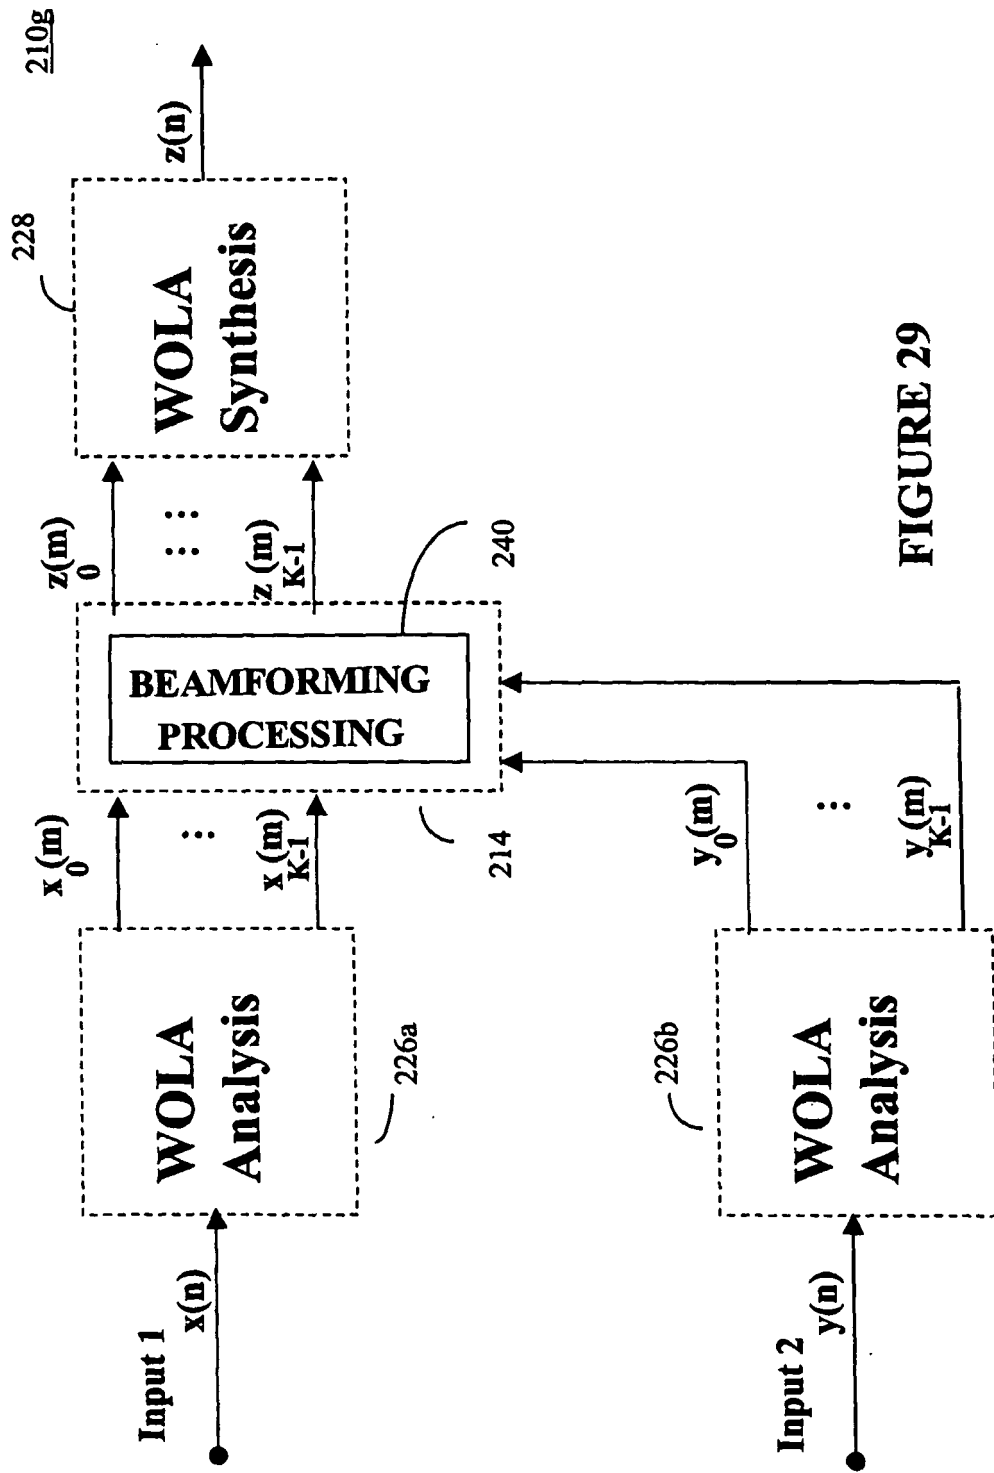 210g
228
WOLA
Synthesis
z(n)
z(m)
0
...
...
z (m)
K-1
240
BEAMFORMING
PROCESSING
214
x (m)
0
...
x (m)
K-1
WOLA
Analysis
226a
Input 1
x(n)
y (m)
0
...
y (m)
K-1
226b
WOLA
Analysis
Input 2
y(n)
FIGURE 29